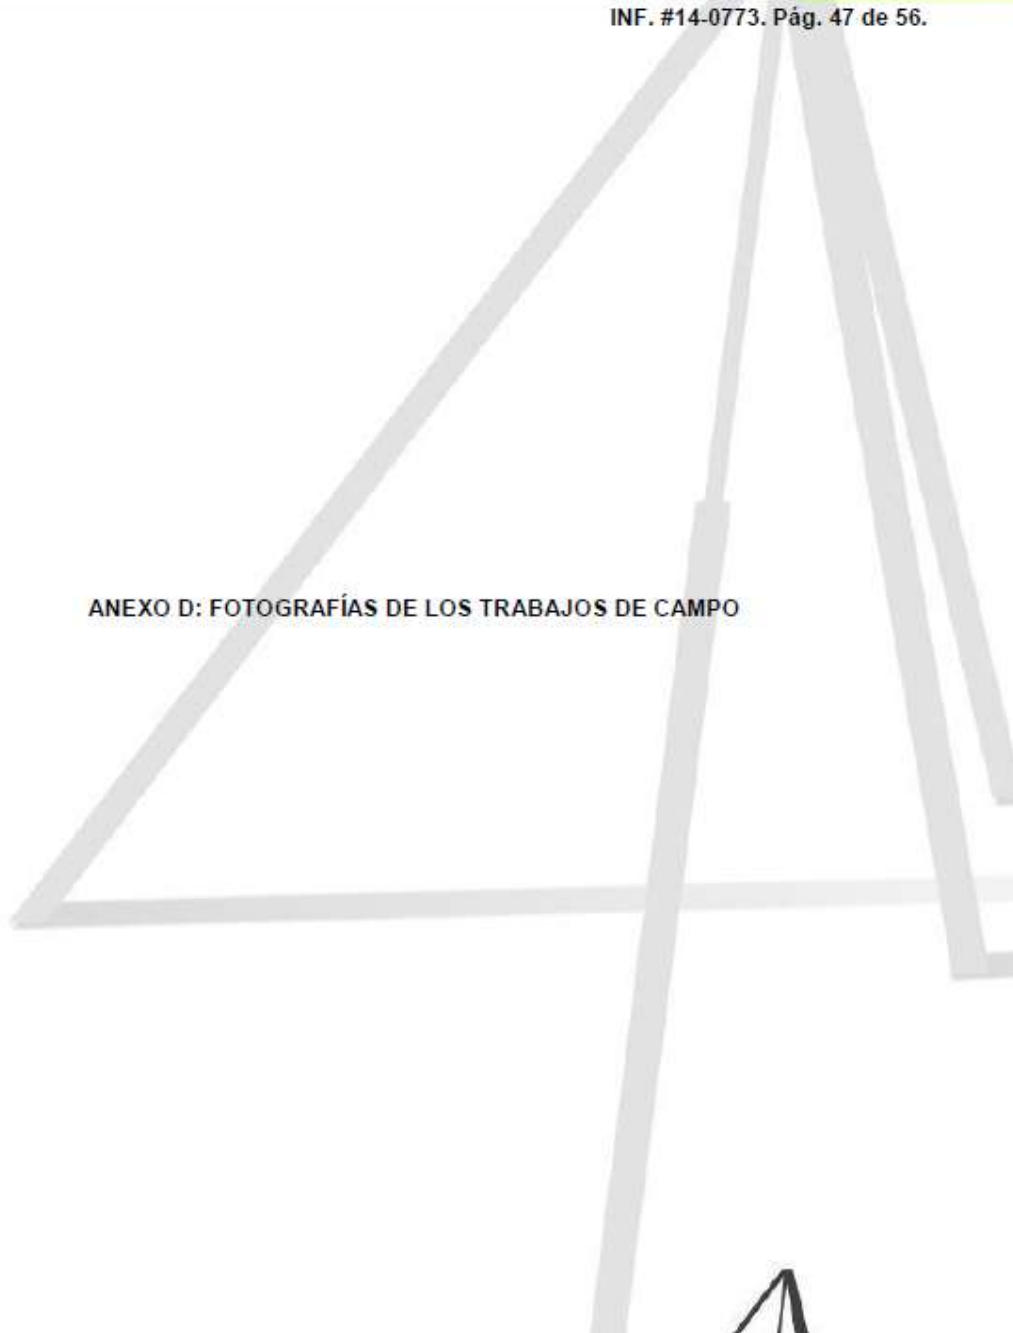 INF. #14-0773. Pág. 47 de 56.
ANEXO D: FOTOGRAFÍAS DE LOS TRABAJOS DE CAMPO